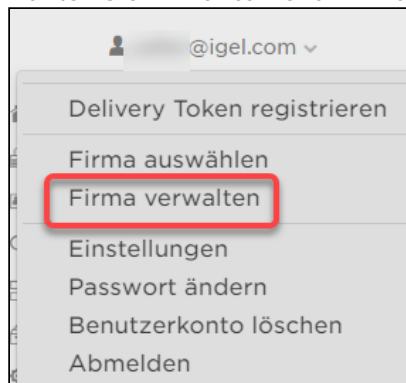 @igel.com
Delivery Token registrieren
Firma auswählen
Firma verwalten
Einstellungen
Passwort ändern
Benutzerkonto löschen
Abmelden